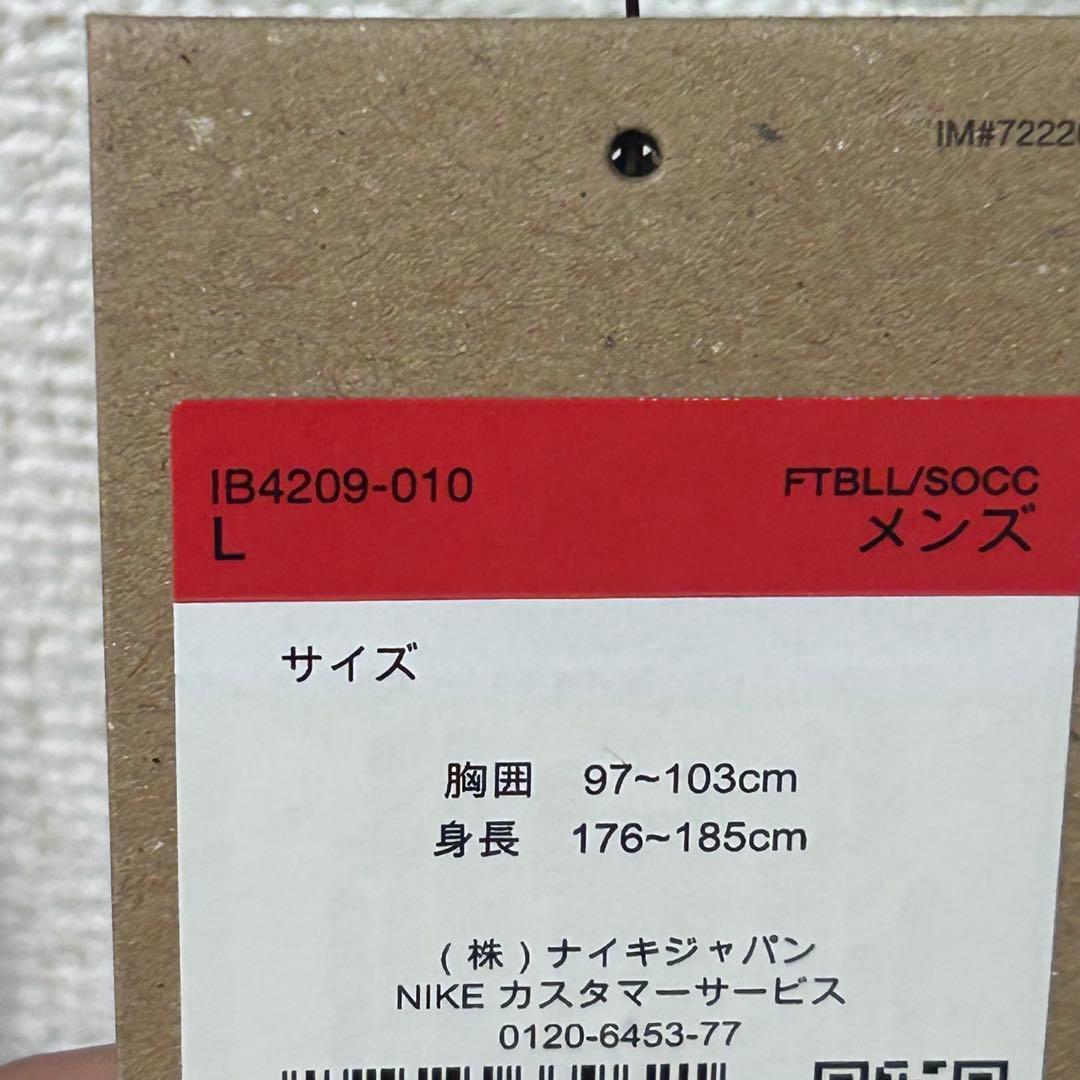 IM#7222
IB4209-010
FTBLL/SOCC
L
メンズ
サイズ
胸囲 97~103cm
身長 176~185cm
(株)ナイキジャパン
NIKE カスタマーサービス
0120-6453-77